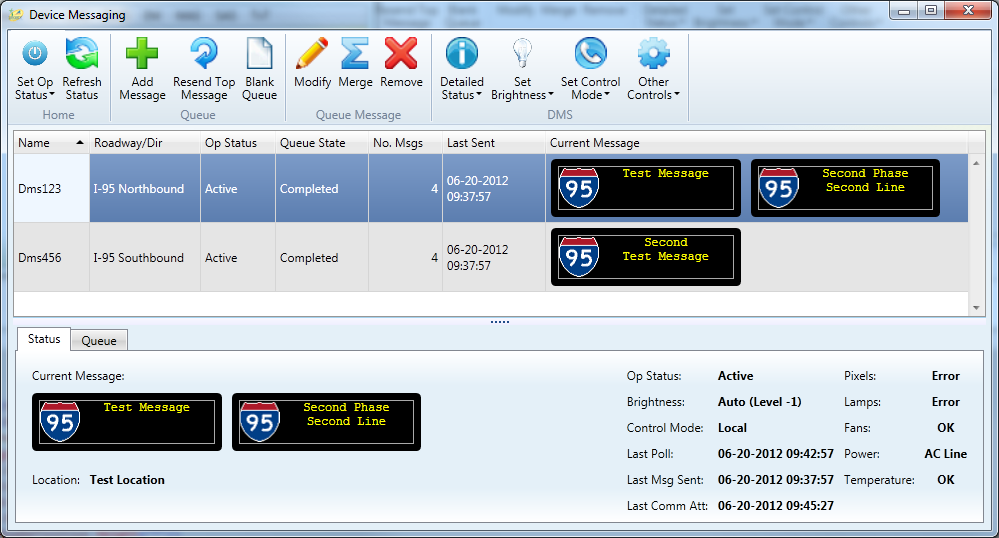 Device Messaging
Set Op Status
Refresh Status
Add Message
Resend Top Message
Blank Queue
Modify
Merge
Remove
Detailed Status
Set Brightness
Set Control Mode
Other Controls
Home
Queue
Queue Message
DMS
Name Roadway/Dir Op Status Queue State No. Msgs Last Sent Current Message
Dms123 I-95 Northbound Active Completed 4 06-20-2012 09:37:57
95 Test Message
95 Second Phase
Second Line
Dms456 I-95 Southbound Active Completed 4 06-20-2012 09:37:57
95 Second
Test Message
Status Queue
Current Message:
95 Test Message
95 Second Phase
Second Line
Location: Test Location
Op Status: Active
Brightness: Auto (Level -1)
Control Mode: Local
Last Poll: 06-20-2012 09:42:57
Last Msg Sent: 06-20-2012 09:37:57
Last Comm Att: 06-20-2012 09:45:27
Pixels: Error
Lamps: Error
Fans: OK
Power: AC Line
Temperature: OK